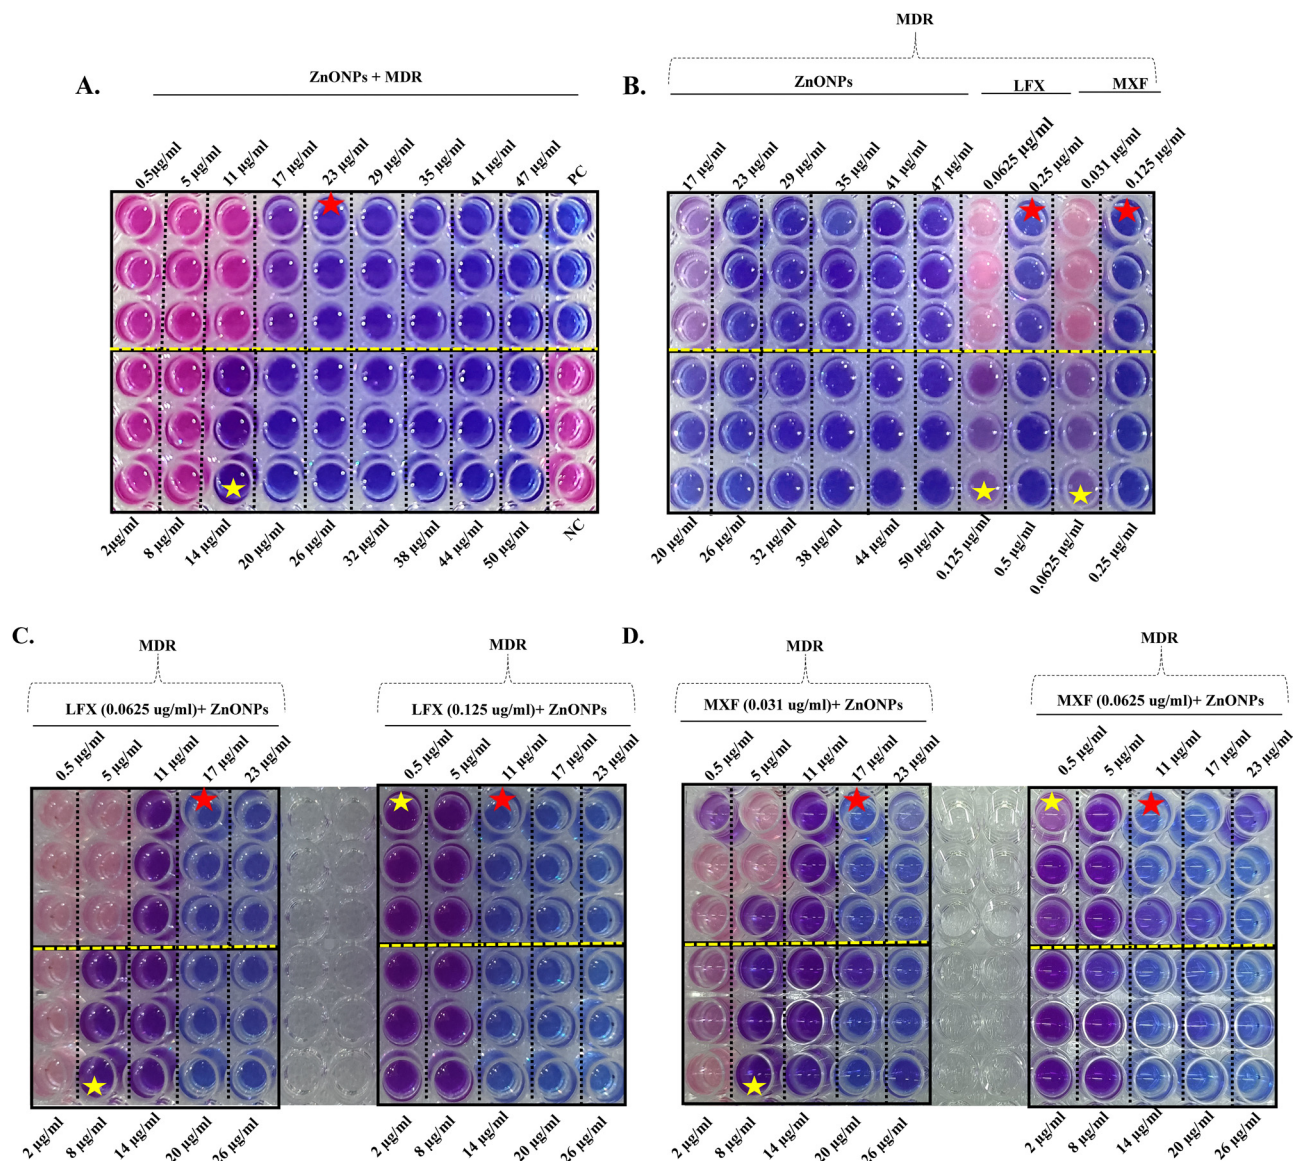 A.
ZnONPs + MDR
0.5µg/ml 5 µg/ml 11 µg/ml 17 µg/ml 23 µg/ml 29 µg/ml 35 µg/ml 41 µg/ml 47 µg/ml PC
2µg/ml 8 µg/ml 14 µg/ml 20 µg/ml 26 µg/ml 32 µg/ml 38 µg/ml 44 µg/ml 50 µg/ml NC
B.
MDR
ZnONPs LFX MXF
17 µg/ml 23 µg/ml 29 µg/ml 35 µg/ml 41 µg/ml 47 µg/ml 0.0625 µg/ml 0.25 µg/ml 0.031 µg/ml 0.125 µg/ml
20 µg/ml 26 µg/ml 32 µg/ml 38 µg/ml 44 µg/ml 50 µg/ml 0.125 µg/ml 0.5 µg/ml 0.0625 µg/ml 0.25 µg/ml
C.
MDR MDR
LFX (0.0625 ug/ml)+ ZnONPs LFX (0.125 ug/ml)+ ZnONPs
0.5 µg/ml 5 µg/ml 11 µg/ml 17 µg/ml 23 µg/ml 0.5 µg/ml 5 µg/ml 11 µg/ml 17 µg/ml 23 µg/ml
2 µg/ml 8 µg/ml 14 µg/ml 20 µg/ml 26 µg/ml 2 µg/ml 8 µg/ml 14 µg/ml 20 µg/ml 26 µg/ml
D.
MDR MDR
MXF (0.031 ug/ml)+ ZnONPs MXF (0.0625 ug/ml)+ ZnONPs
0.5 µg/ml 5 µg/ml 11 µg/ml 17 µg/ml 23 µg/ml 0.5 µg/ml 5 µg/ml 11 µg/ml 17 µg/ml 23 µg/ml
2 µg/ml 8 µg/ml 14 µg/ml 20 µg/ml 26 µg/ml 2 µg/ml 8 µg/ml 14 µg/ml 20 µg/ml 26 µg/ml